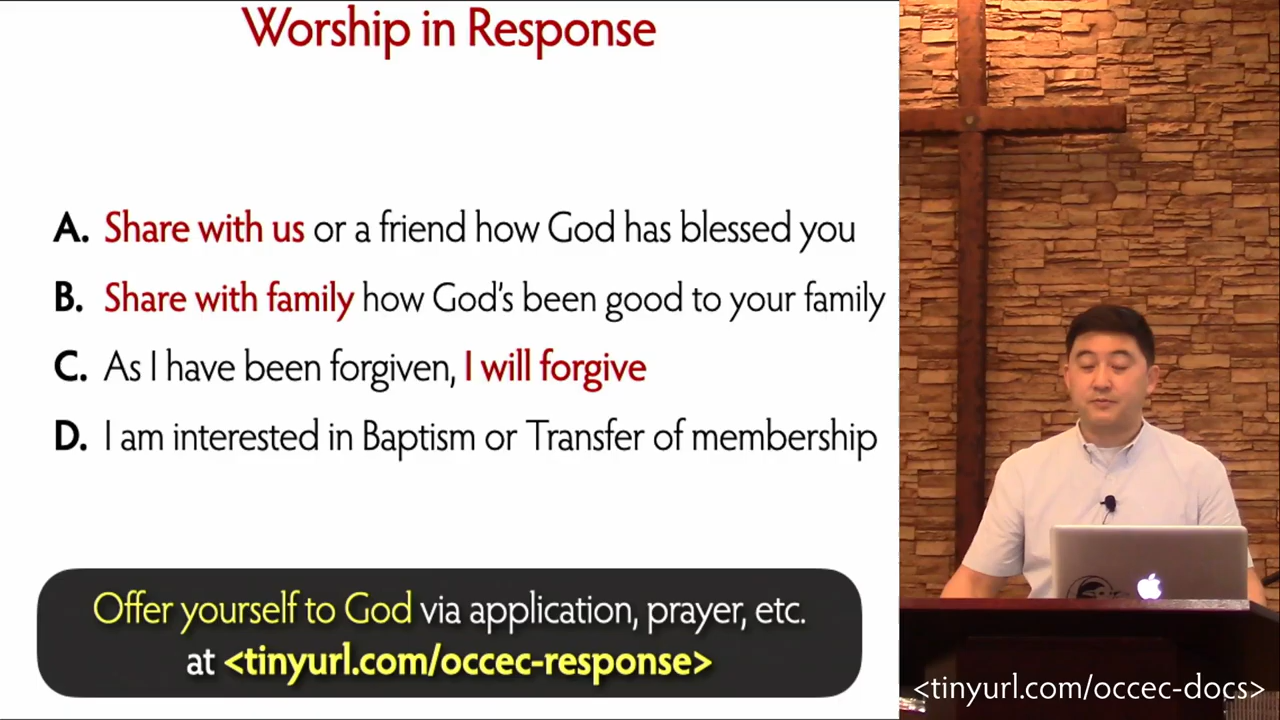 Worship in Response
A. Share with us or a friend how God has blessed you
B. Share with family how God's been good to your family
C. As I have been forgiven, I will forgive
D. I am interested in Baptism or Transfer of membership
Offer yourself to God via application, prayer, etc.
at <tinyurl.com/occec-response>
<tinyurl.com/occec-docs>